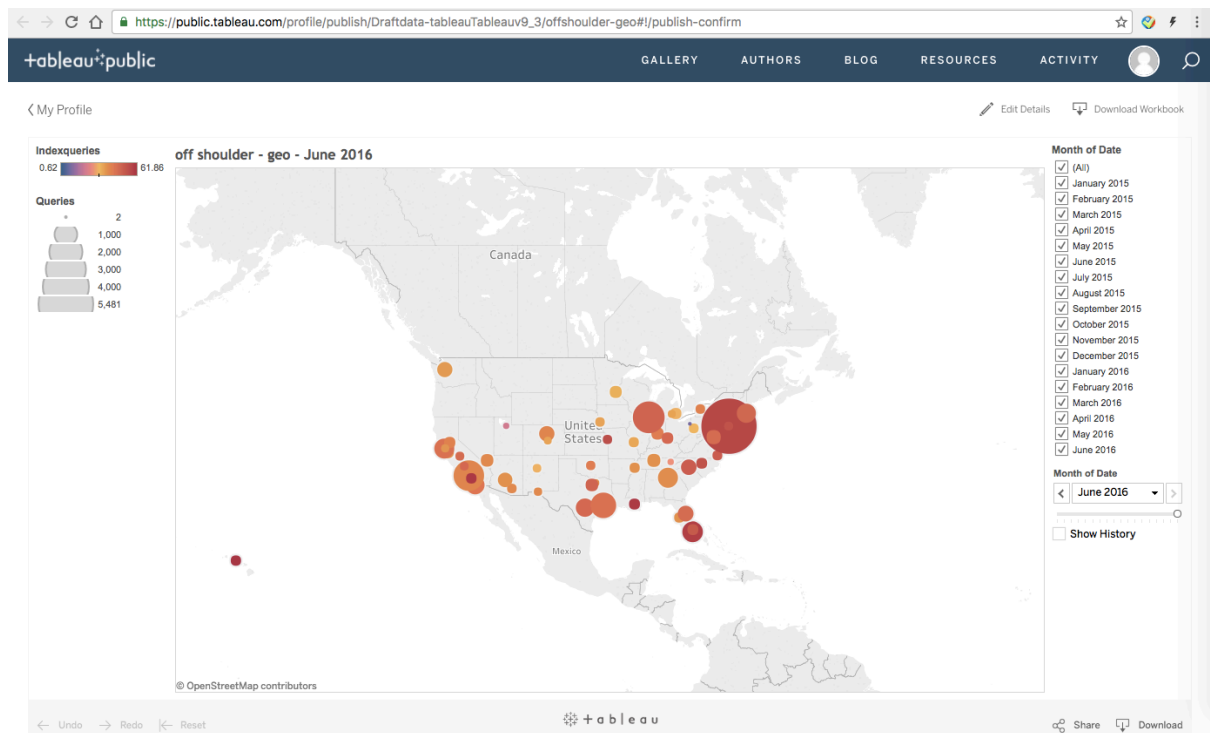 https://public.tableau.com/profile/publish/Draftdata-tableauTableauv9_3/offshoulder-geo#!/publish-confirm
+ableau public
GALLERY AUTHORS BLOG RESOURCES ACTIVITY
My Profile
Edit Details Download Workbook
Indexqueries
0.62 61.86
Queries
2
1,000
2,000
3,000
4,000
5,481
off shoulder - geo - June 2016
Canada
United
States
Mexico
© OpenStreetMap contributors
Month of Date
(All)
January 2015
February 2015
March 2015
April 2015
May 2015
June 2015
July 2015
August 2015
September 2015
October 2015
November 2015
December 2015
January 2016
February 2016
March 2016
April 2016
May 2016
June 2016
Month of Date
June 2016
Show History
Undo Redo Reset
+ableau
Share Download